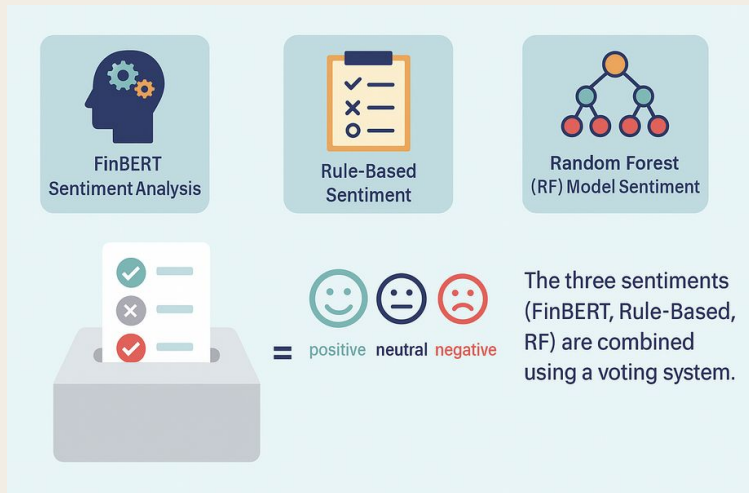 FinBERT
Sentiment Analysis
Rule-Based
Sentiment
Random Forest
(RF) Model Sentiment
= positive neutral negative
The three sentiments
(FinBERT, Rule-Based,
RF) are combined
using a voting system.